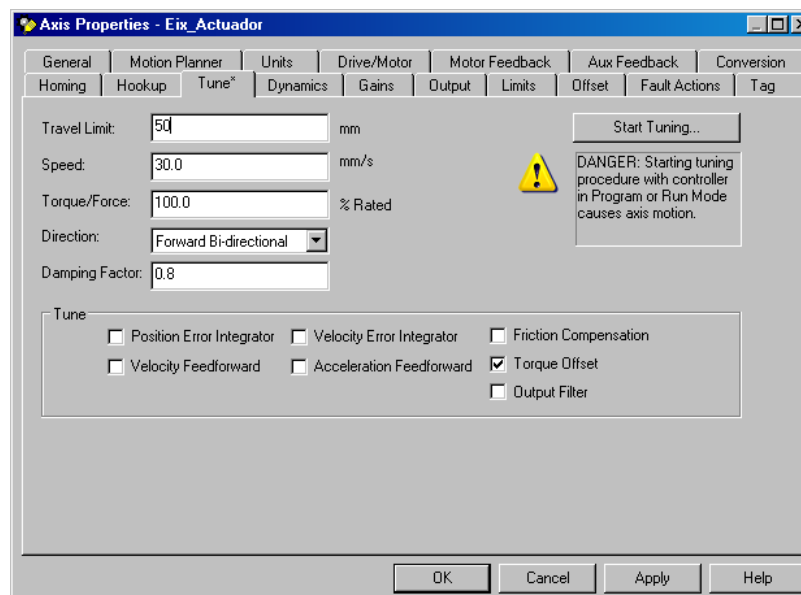 Axis Properties - Eix_Actuador
General Motion Planner Units Drive/Motor Motor Feedback Aux Feedback Conversion
Homing Hookup Tune* Dynamics Gains Output Limits Offset Fault Actions Tag
Travel Limit: 50 mm
Start Tuning...
Speed: 30.0 mm/s
DANGER: Starting tuning
procedure with controller
in Program or Run Mode
causes axis motion.
Torque/Force: 100.0 % Rated
Direction: Forward Bi-directional
Damping Factor: 0.8
Tune
Position Error Integrator Velocity Error Integrator Friction Compensation
Velocity Feedforward Acceleration Feedforward Torque Offset
Output Filter
OK Cancel Apply Help